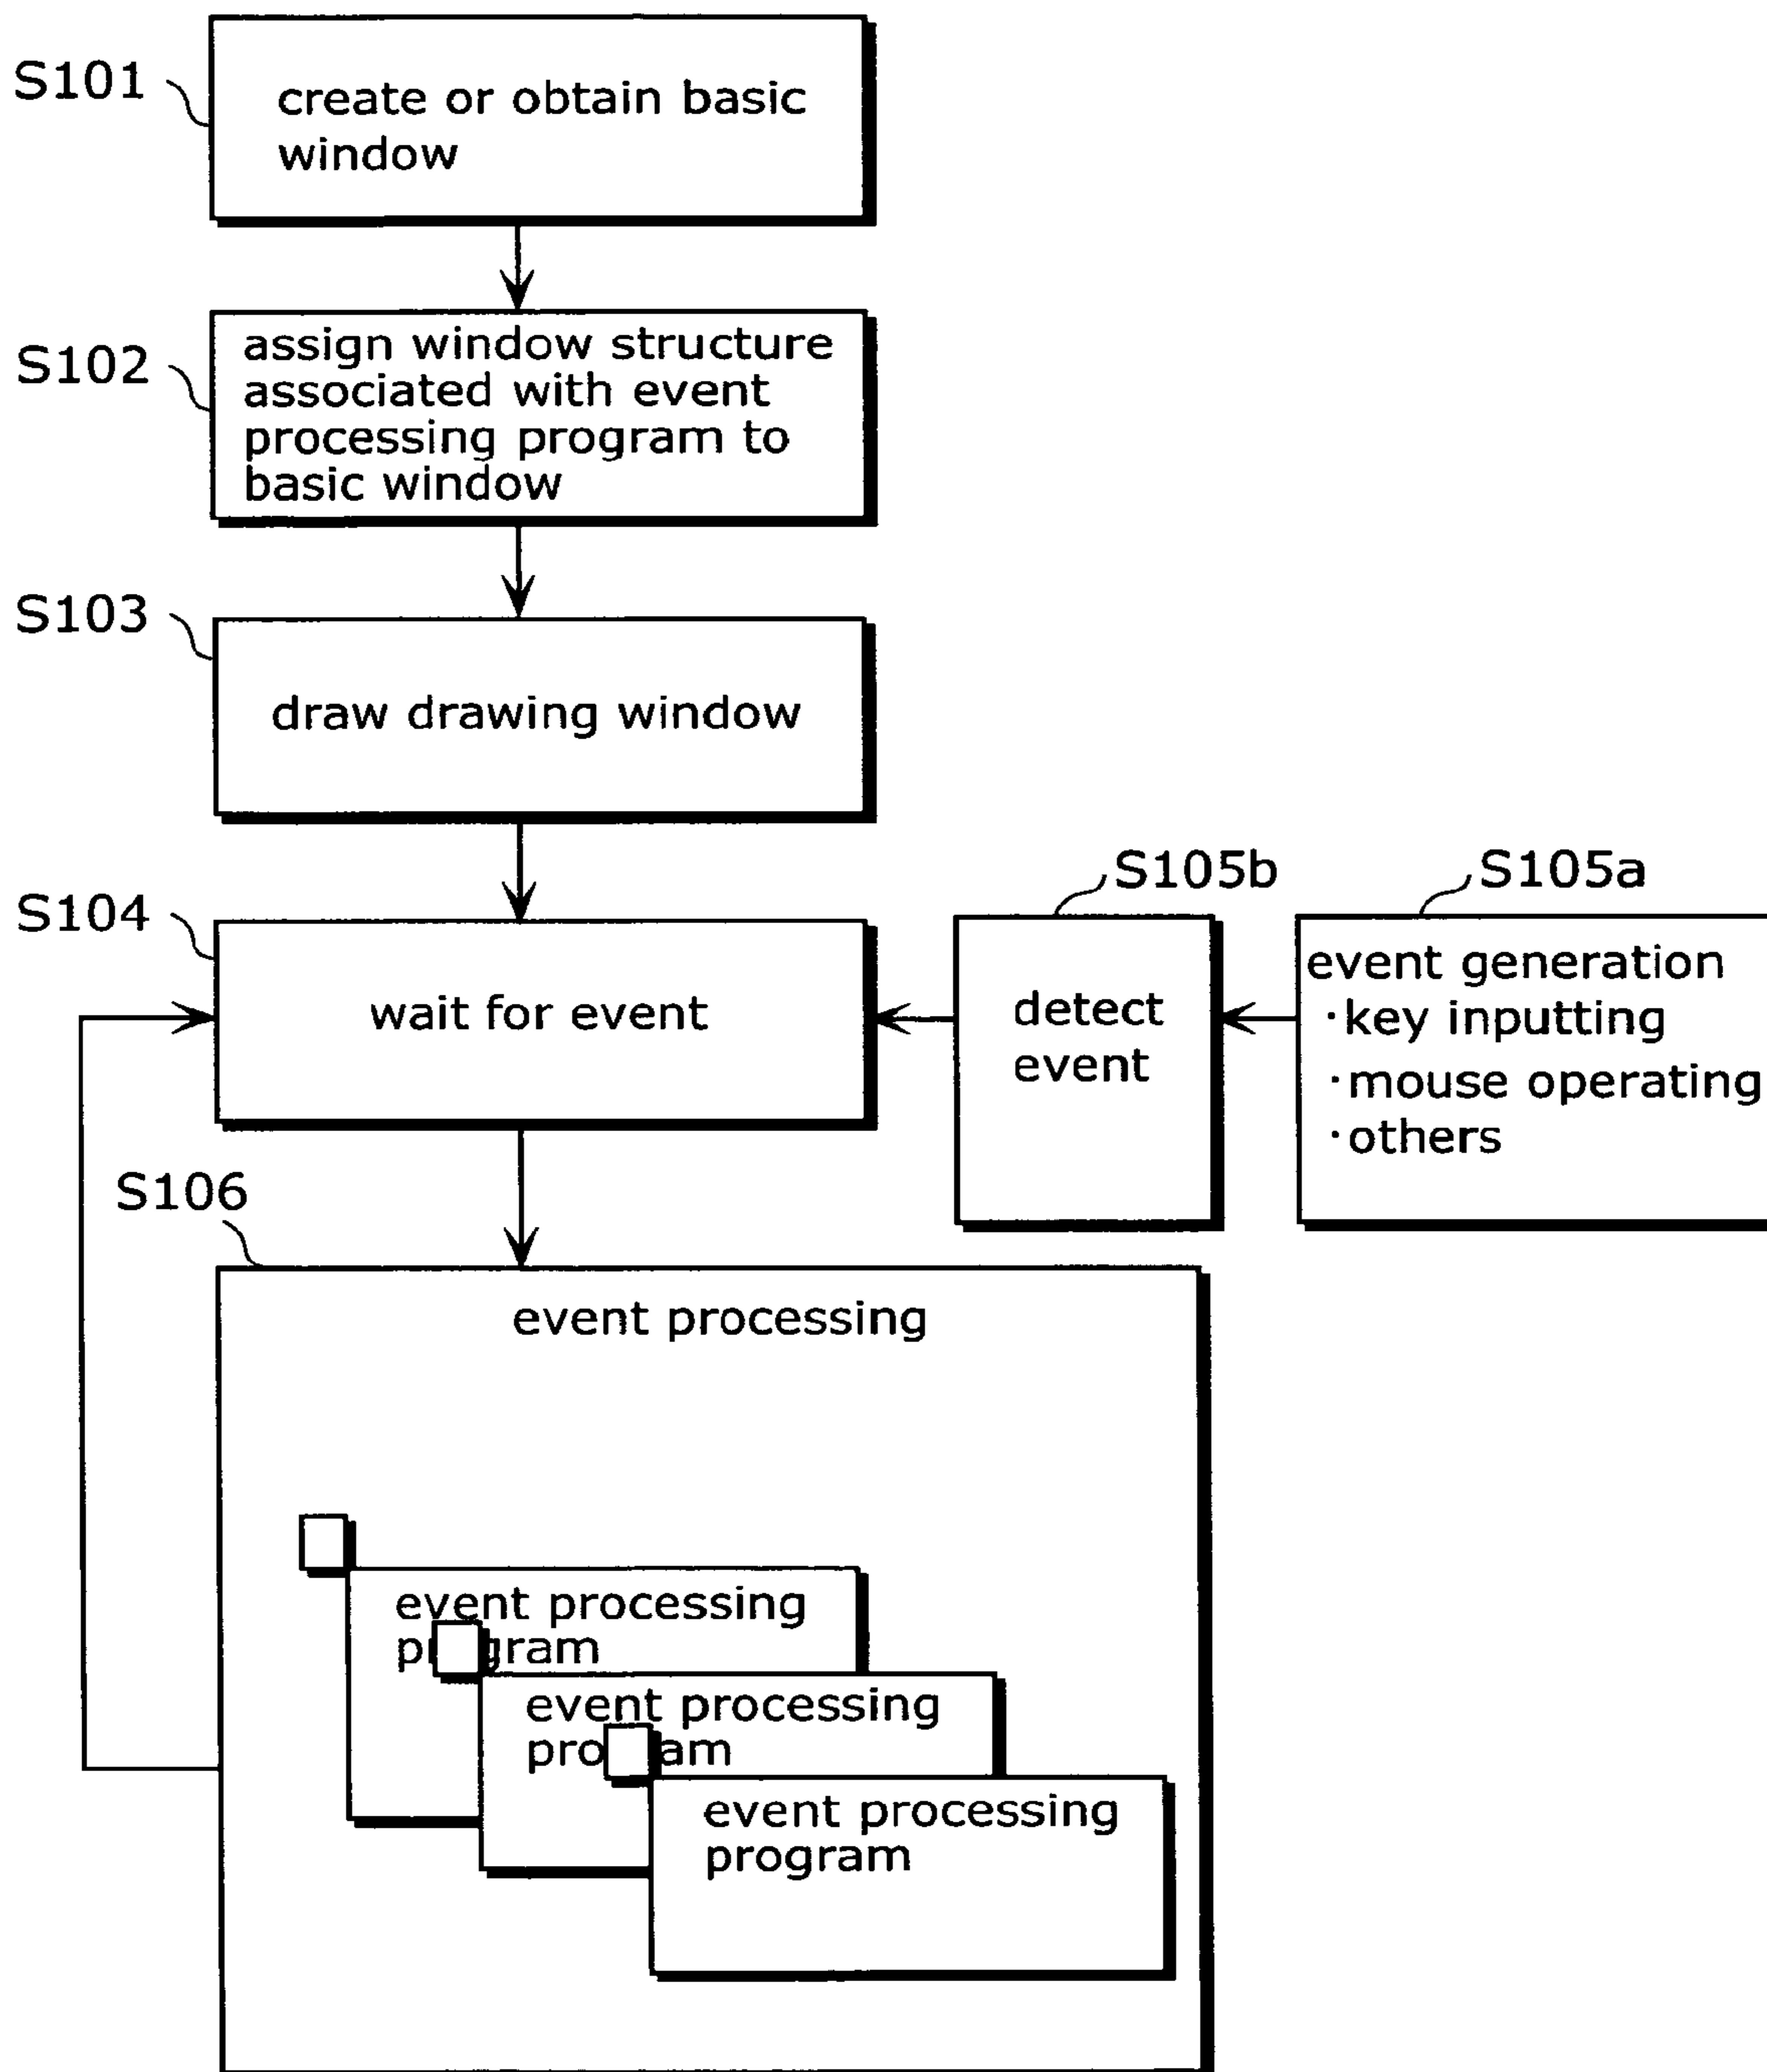 S101
create or obtain basic
window
S102
assign window structure
associated with event
processing program to
basic window
S103
draw drawing window
S104
wait for event
S105b
detect
event
S105a
event generation
·key inputting
·mouse operating
·others
S106
event processing
event processing
program
event processing
program
event processing
program